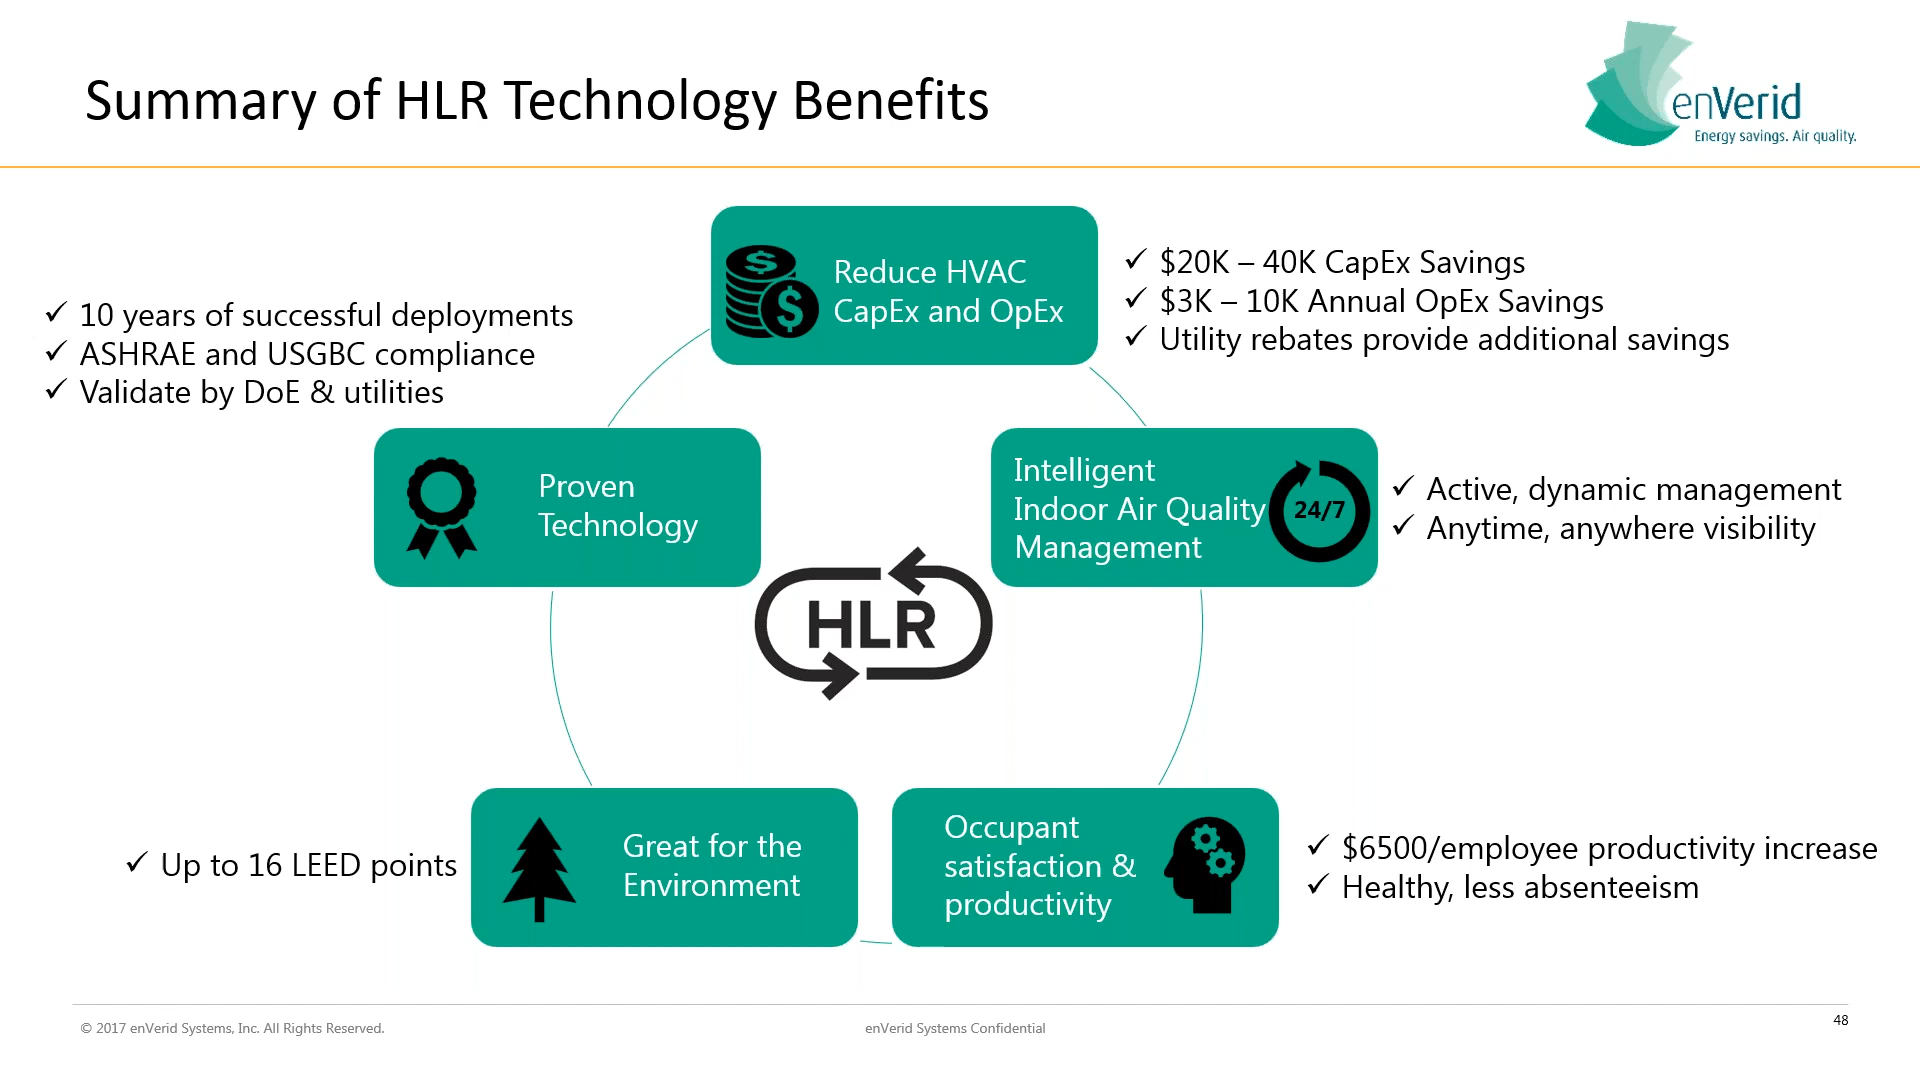 Summary of HLR Technology Benefits
enVerid
Energy savings. Air quality.
Reduce HVAC
CapEx and OpEx
✓ $20K – 40K CapEx Savings
✓ $3K – 10K Annual OpEx Savings
✓ Utility rebates provide additional savings
✓ 10 years of successful deployments
✓ ASHRAE and USGBC compliance
✓ Validate by DoE & utilities
Proven
Technology
Intelligent
Indoor Air Quality
Management
24/7
✓ Active, dynamic management
✓ Anytime, anywhere visibility
HLR
✓ Up to 16 LEED points
Great for the
Environment
Occupant
satisfaction &
productivity
✓ $6500/employee productivity increase
✓ Healthy, less absenteeism
© 2017 enVerid Systems, Inc. All Rights Reserved.
enVerid Systems Confidential
48